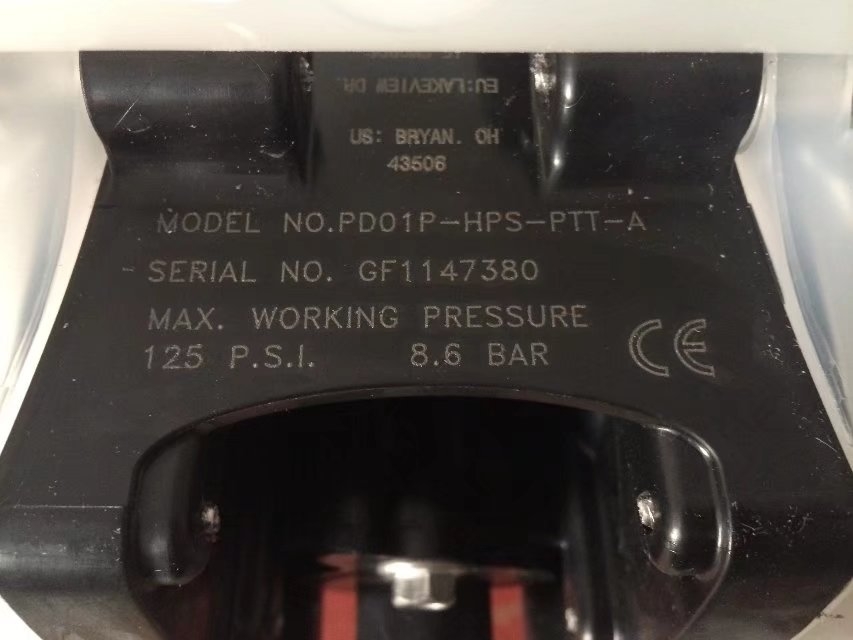 EU: LAKEVIEW DR.
US: BRYAN. OH
43506
MODEL NO.PD01P-HPS-PTT-A
SERIAL NO. GF1147380
MAX. WORKING PRESSURE
125 P.S.I. 8.6 BAR
CE